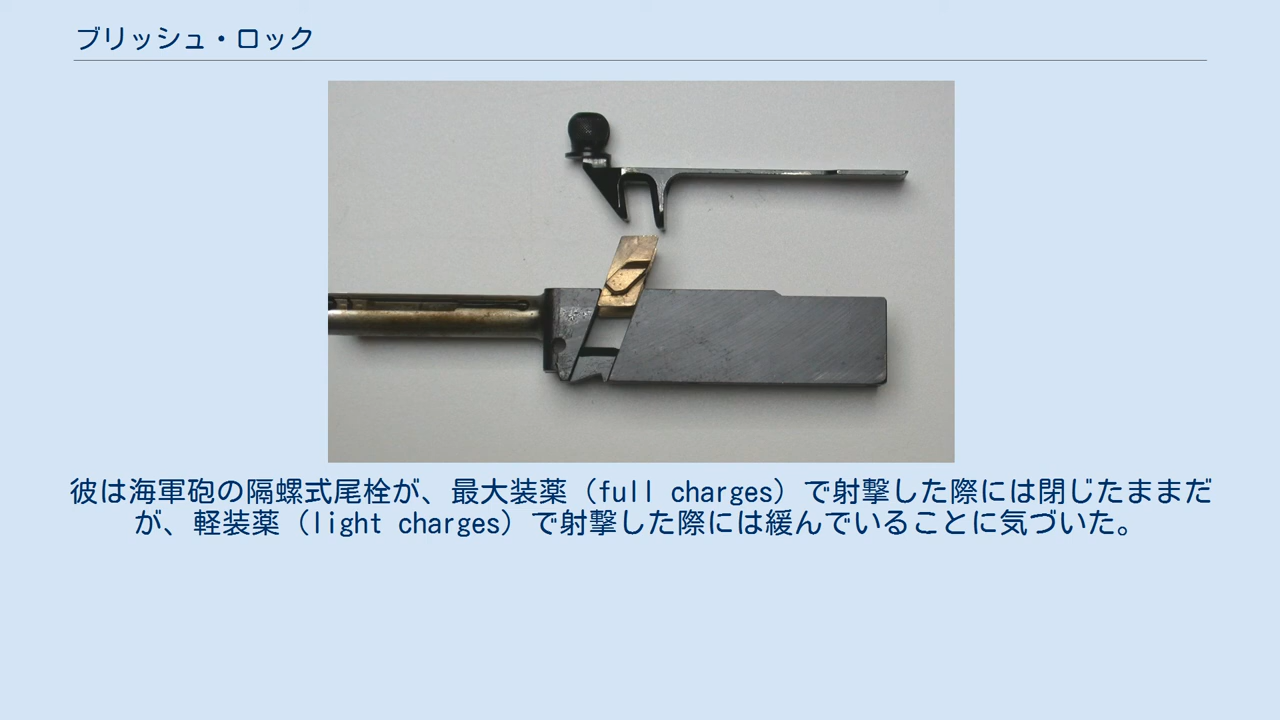 ブリッシュ・ロック
彼は海軍砲の隔螺式尾栓が、最大装薬（full charges）で射撃した際には閉じたままだ
が、軽装薬（light charges）で射撃した際には緩んでいることに気づいた。